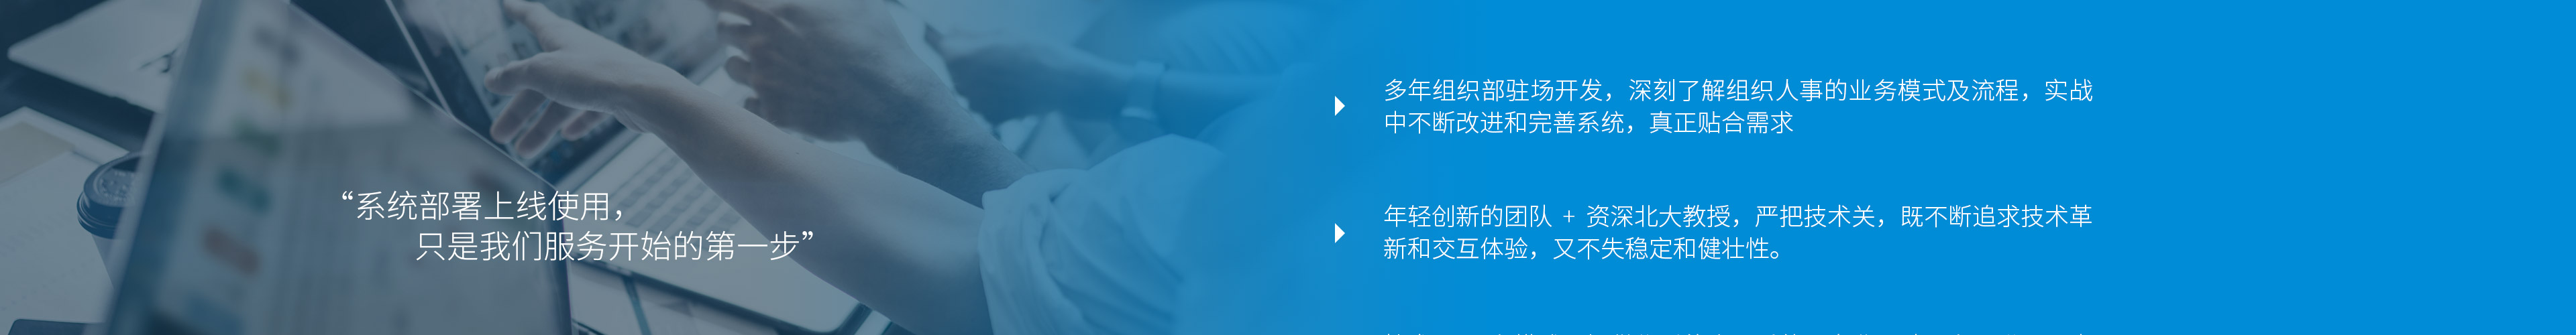 “系统部署上线使用，
只是我们服务开始的第一步”
多年组织部驻场开发，深刻了解组织人事的业务模式及流程，实战
中不断改进和完善系统，真正贴合需求
年轻创新的团队 + 资深北大教授，严把技术关，既不断追求技术革
新和交互体验，又不失稳定和健壮性。